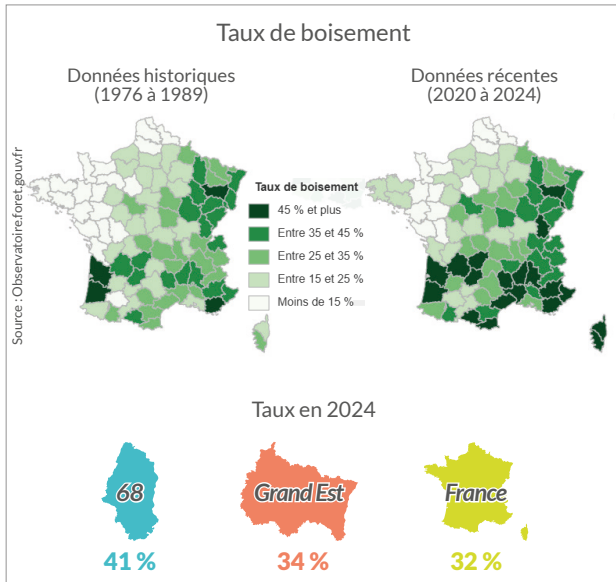 Taux de boisement
Données historiques
(1976 à 1989)
Données récentes
(2020 à 2024)
Source : Observatoire.foret.gouv.fr
Taux de boisement
45 % et plus
Entre 35 et 45 %
Entre 25 et 35 %
Entre 15 et 25 %
Moins de 15 %
Taux en 2024
68
Grand Est
France
41 %
34 %
32 %